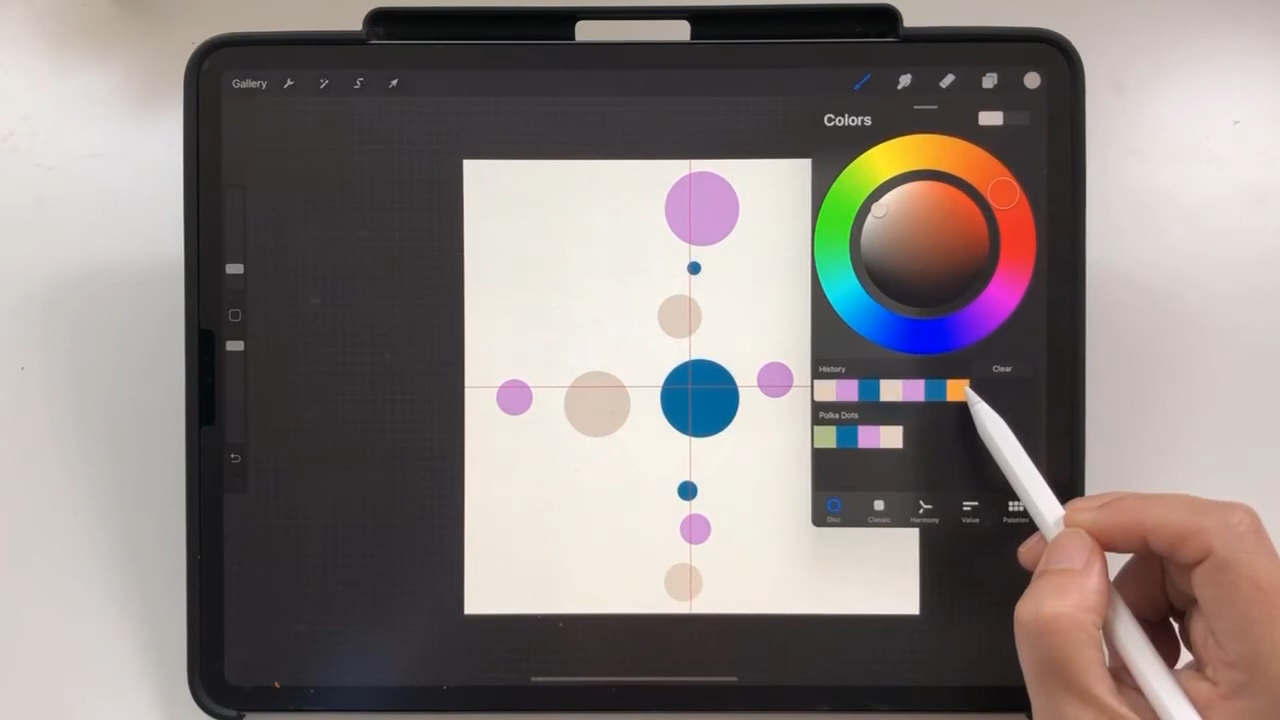 Gallery
Colors
History
Clear
Polka Dots
Disc
Classic
Harmony
Value
Palettes